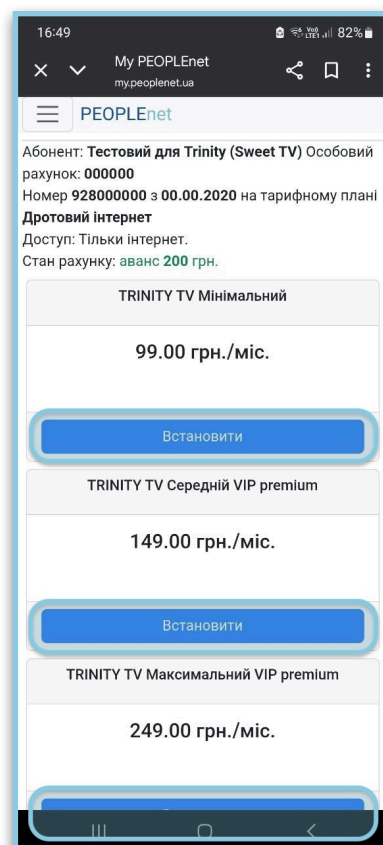 16:49 Vo) LTE1 82%
My PEOPLEnet
my.peoplenet.ua
PEOPLEnet
Абонент: Тестовий для Trinity (Sweet TV) Особовий
рахунок: 000000
Номер 928000000 з 00.00.2020 на тарифному плані
Дротовий інтернет
Доступ: Тільки інтернет.
Стан рахунку: аванс 200 грн.
TRINITY TV Мінімальний
99.00 грн./міс.
Встановити
TRINITY TV Середній VIP premium
149.00 грн./міс.
Встановити
TRINITY TV Максимальний VIP premium
249.00 грн./міс.